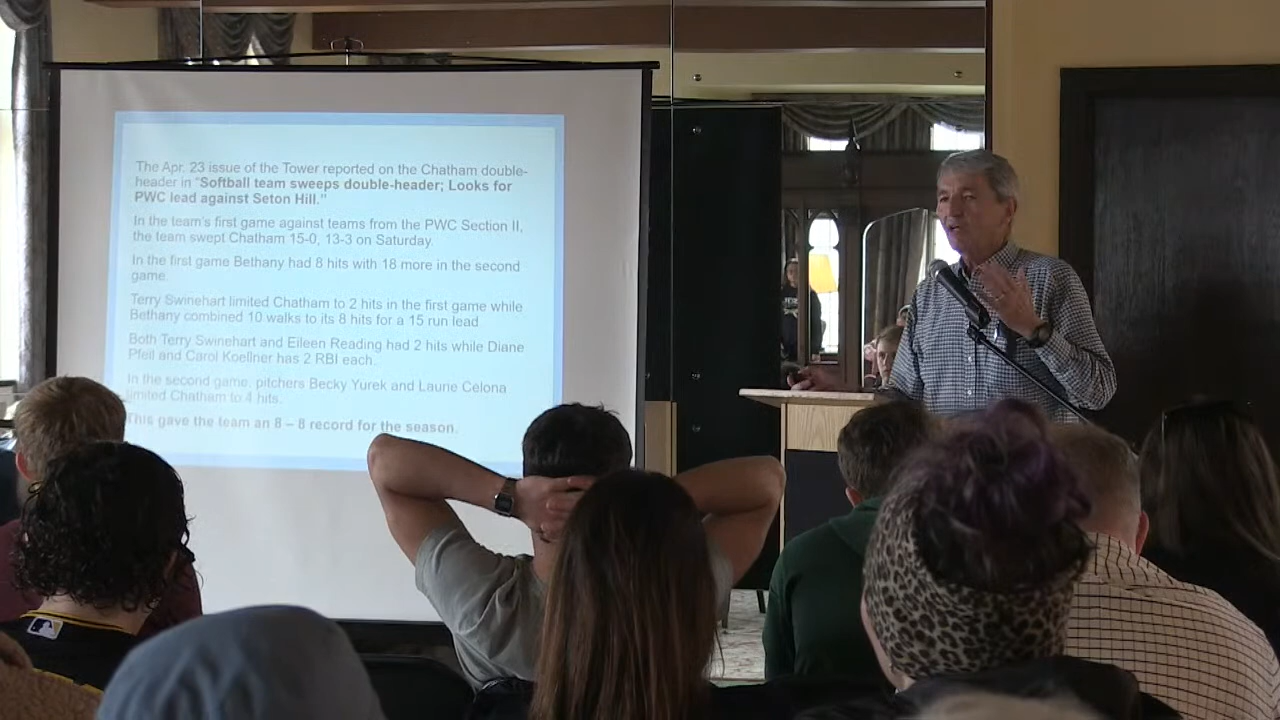 The Apr. 23 issue of the Tower reported on the Chatham double-
header in "Softball team sweeps double-header; Looks for
PWC lead against Seton Hill."
In the team's first game against teams from the PWC Section II,
the team swept Chatham 15-0, 13-3 on Saturday.
In the first game Bethany had 8 hits with 18 more in the second
game.
Terry Swinehart limited Chatham to 2 hits in the first game while
Bethany combined 10 walks to its 8 hits for a 15 run lead
Both Terry Swinehart and Eileen Reading had 2 hits while Diane
Pfeil and Carol Koellner has 2 RBI each.
In the second game, pitchers Becky Yurek and Laurie Celona
limited Chatham to 4 hits.
This gave the team an 8 – 8 record for the season.